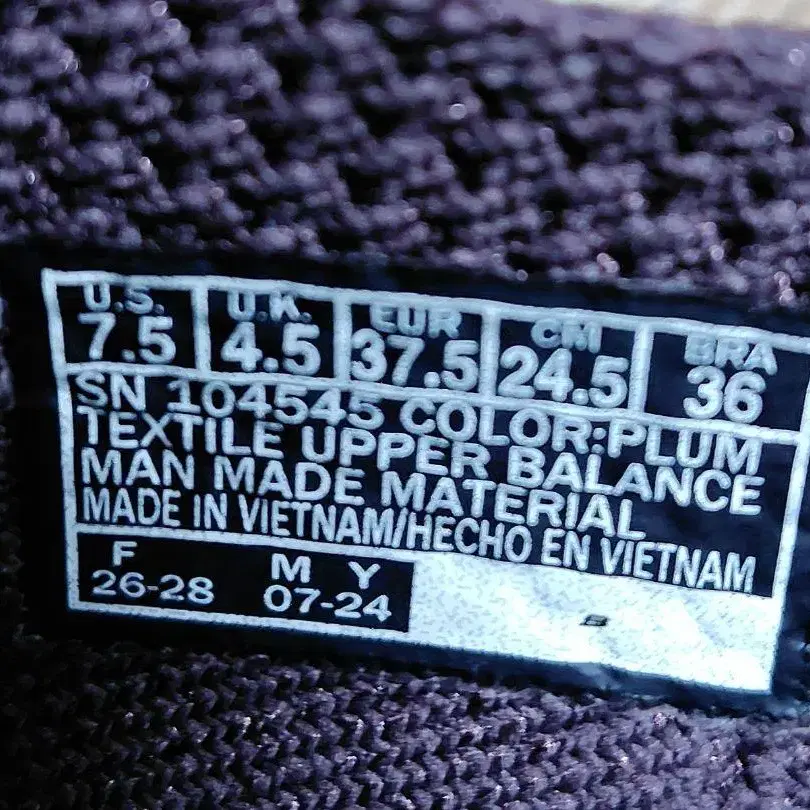 U.S. U.K. EUR CM BRA
7.5 4.5 37.5 24.5 36
SN 104545 COLOR:PLUM
TEXTILE UPPER BALANCE
MAN MADE MATERIAL
MADE IN VIETNAM/HECHO EN VIETNAM
F M Y
26-28 07-24